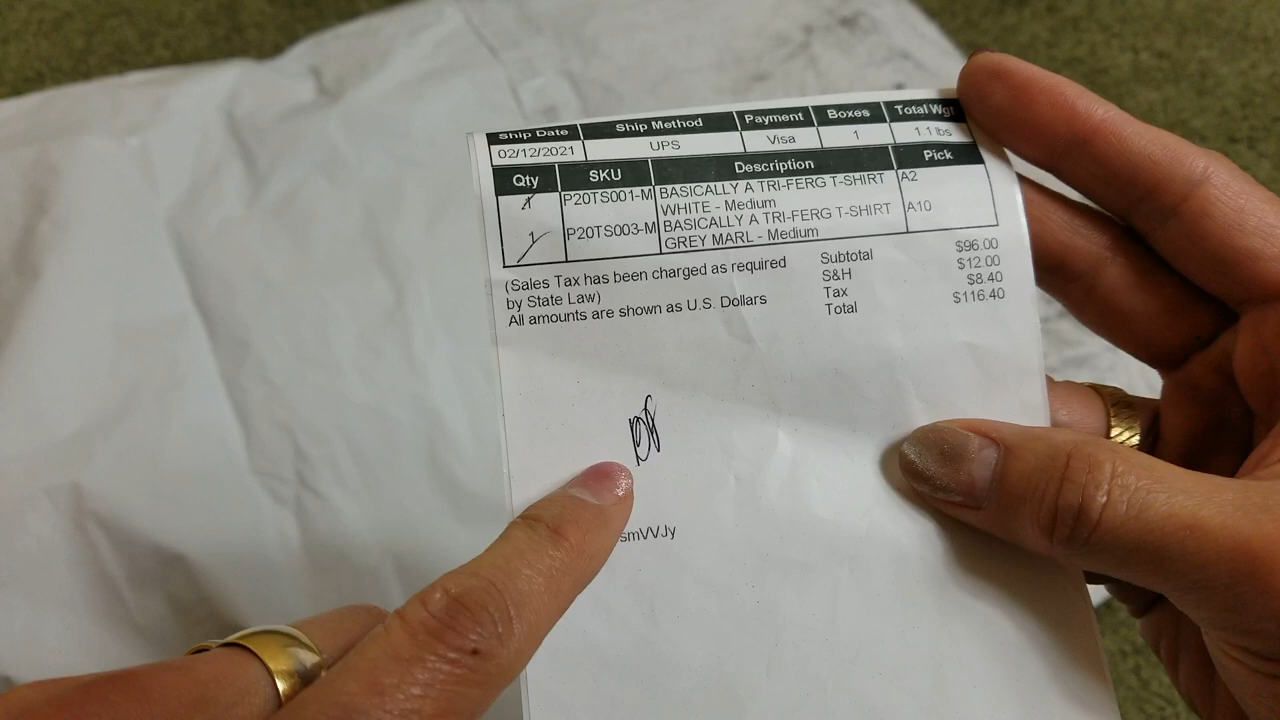 Ship Date Ship Method Payment Boxes Total Wgt
02/12/2021 UPS Visa 1 1.1 lbs
Qty SKU Description Pick
1 P20TS001-M BASICALLY A TRI-FERG T-SHIRT A2
WHITE - Medium
1 P20TS003-M BASICALLY A TRI-FERG T-SHIRT A10
GREY MARL - Medium
(Sales Tax has been charged as required
by State Law)
All amounts are shown as U.S. Dollars
Subtotal $96.00
S&H $12.00
Tax $8.40
Total $116.40